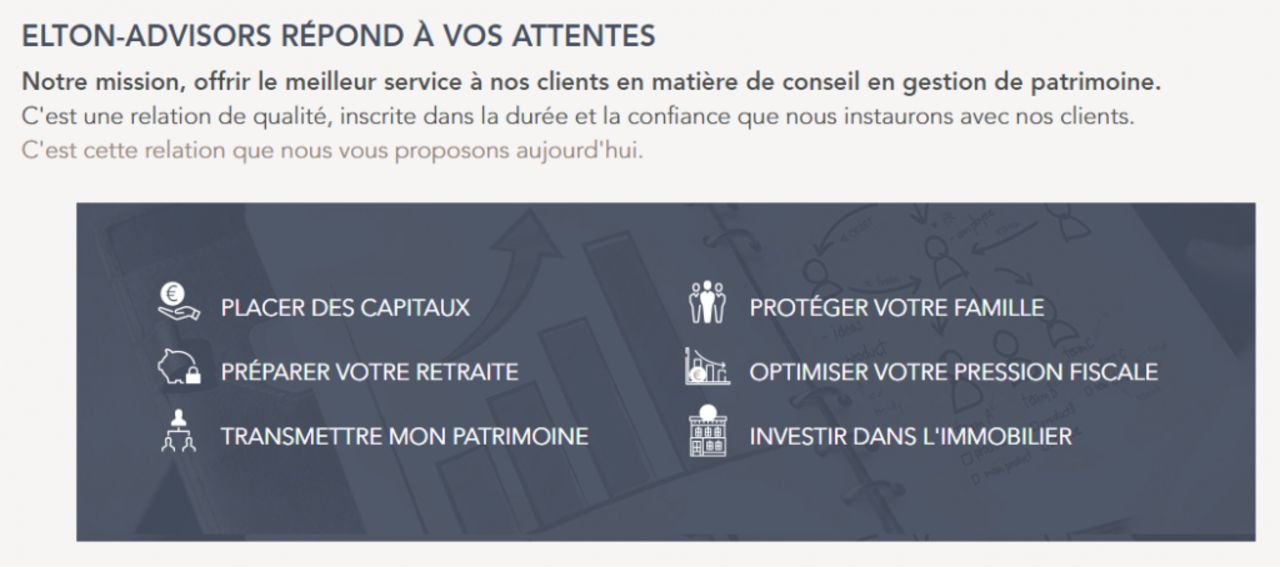 ELTON-ADVISORS RÉPOND À VOS ATTENTES
Notre mission, offrir le meilleur service à nos clients en matière de conseil en gestion de patrimoine.
C'est une relation de qualité, inscrite dans la durée et la confiance que nous instaurons avec nos clients.
C'est cette relation que nous vous proposons aujourd'hui.
PLACER DES CAPITAUX
PROTÉGER VOTRE FAMILLE
PRÉPARER VOTRE RETRAITE
OPTIMISER VOTRE PRESSION FISCALE
TRANSMETTRE MON PATRIMOINE
INVESTIR DANS L'IMMOBILIER